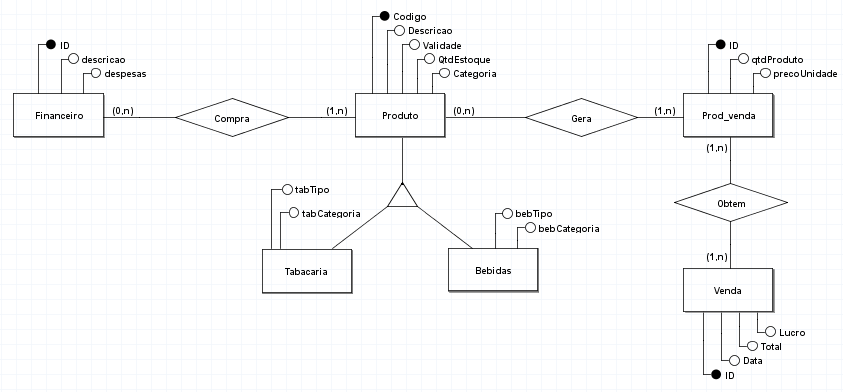 Codigo
Descricao
Validade
QtdEstoque
Categoria
ID
descricao
despesas
ID
qtdProduto
precoUnidade
Financeiro
(0,n)
Compra
(1,n)
Produto
(0,n)
Gera
(1,n)
Prod_venda
(1,n)
Obtem
(1,n)
tabTipo
tabCategoria
bebTipo
bebCategoria
Tabacaria
Bebidas
Venda
Lucro
Total
Data
ID